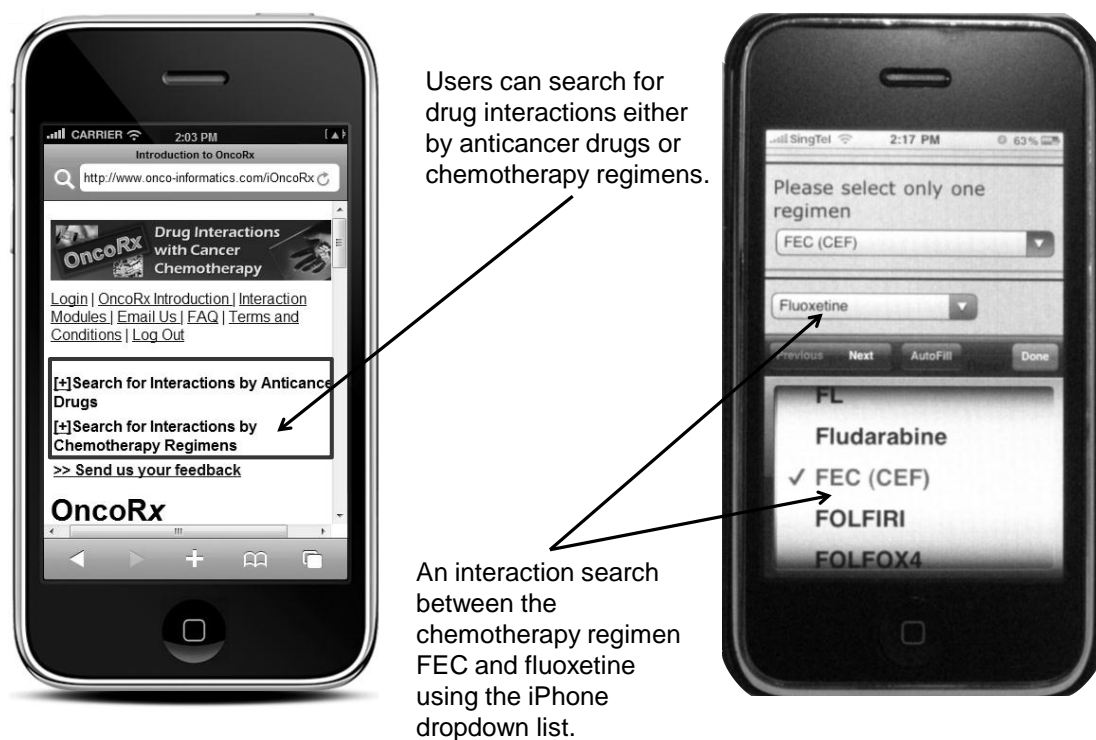 Users can search for
drug interactions either
by anticancer drugs or
chemotherapy regimens.
CARRIER 2:03 PM
Introduction to OncoRx
http://www.onco-informatics.com/iOncoRx
OncoRx
Drug Interactions
with Cancer
Chemotherapy
Login | OncoRx Introduction | Interaction
Modules | Email Us | FAQ | Terms and
Conditions | Log Out
[+]Search for Interactions by Anticance
Drugs
[+]Search for Interactions by
Chemotherapy Regimens
>> Send us your feedback
OncoRx
SingTel 2:17 PM 63%
Please select only one
regimen
FEC (CEF)
Fluoxetine
Previous Next AutoFill Done
FL
Fludarabine
✓ FEC (CEF)
FOLFIRI
FOLFOX4
An interaction search
between the
chemotherapy regimen
FEC and fluoxetine
using the iPhone
dropdown list.